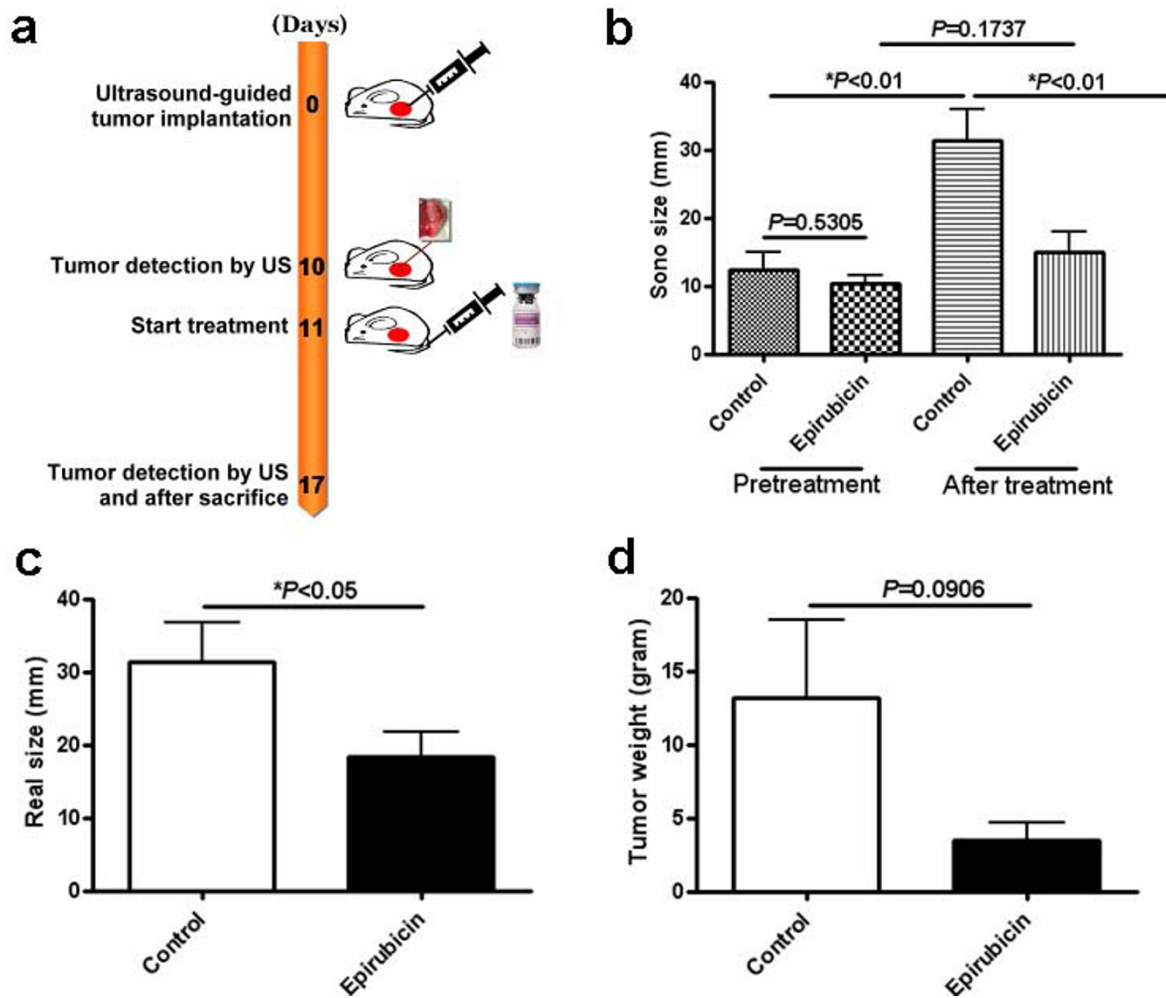 a
(Days)
Ultrasound-guided
tumor implantation
0
Tumor detection by US
10
Start treatment
11
Tumor detection by US
and after sacrifice
17
b
P=0.1737
*P<0.01
*P<0.01
P=0.5305
Sono size (mm)
40
30
20
10
0
Control
Epirubicin
Control
Epirubicin
Pretreatment
After treatment
c
*P<0.05
Real size (mm)
40
30
20
10
0
Control
Epirubicin
d
P=0.0906
Tumor weight (gram)
20
15
10
5
0
Control
Epirubicin